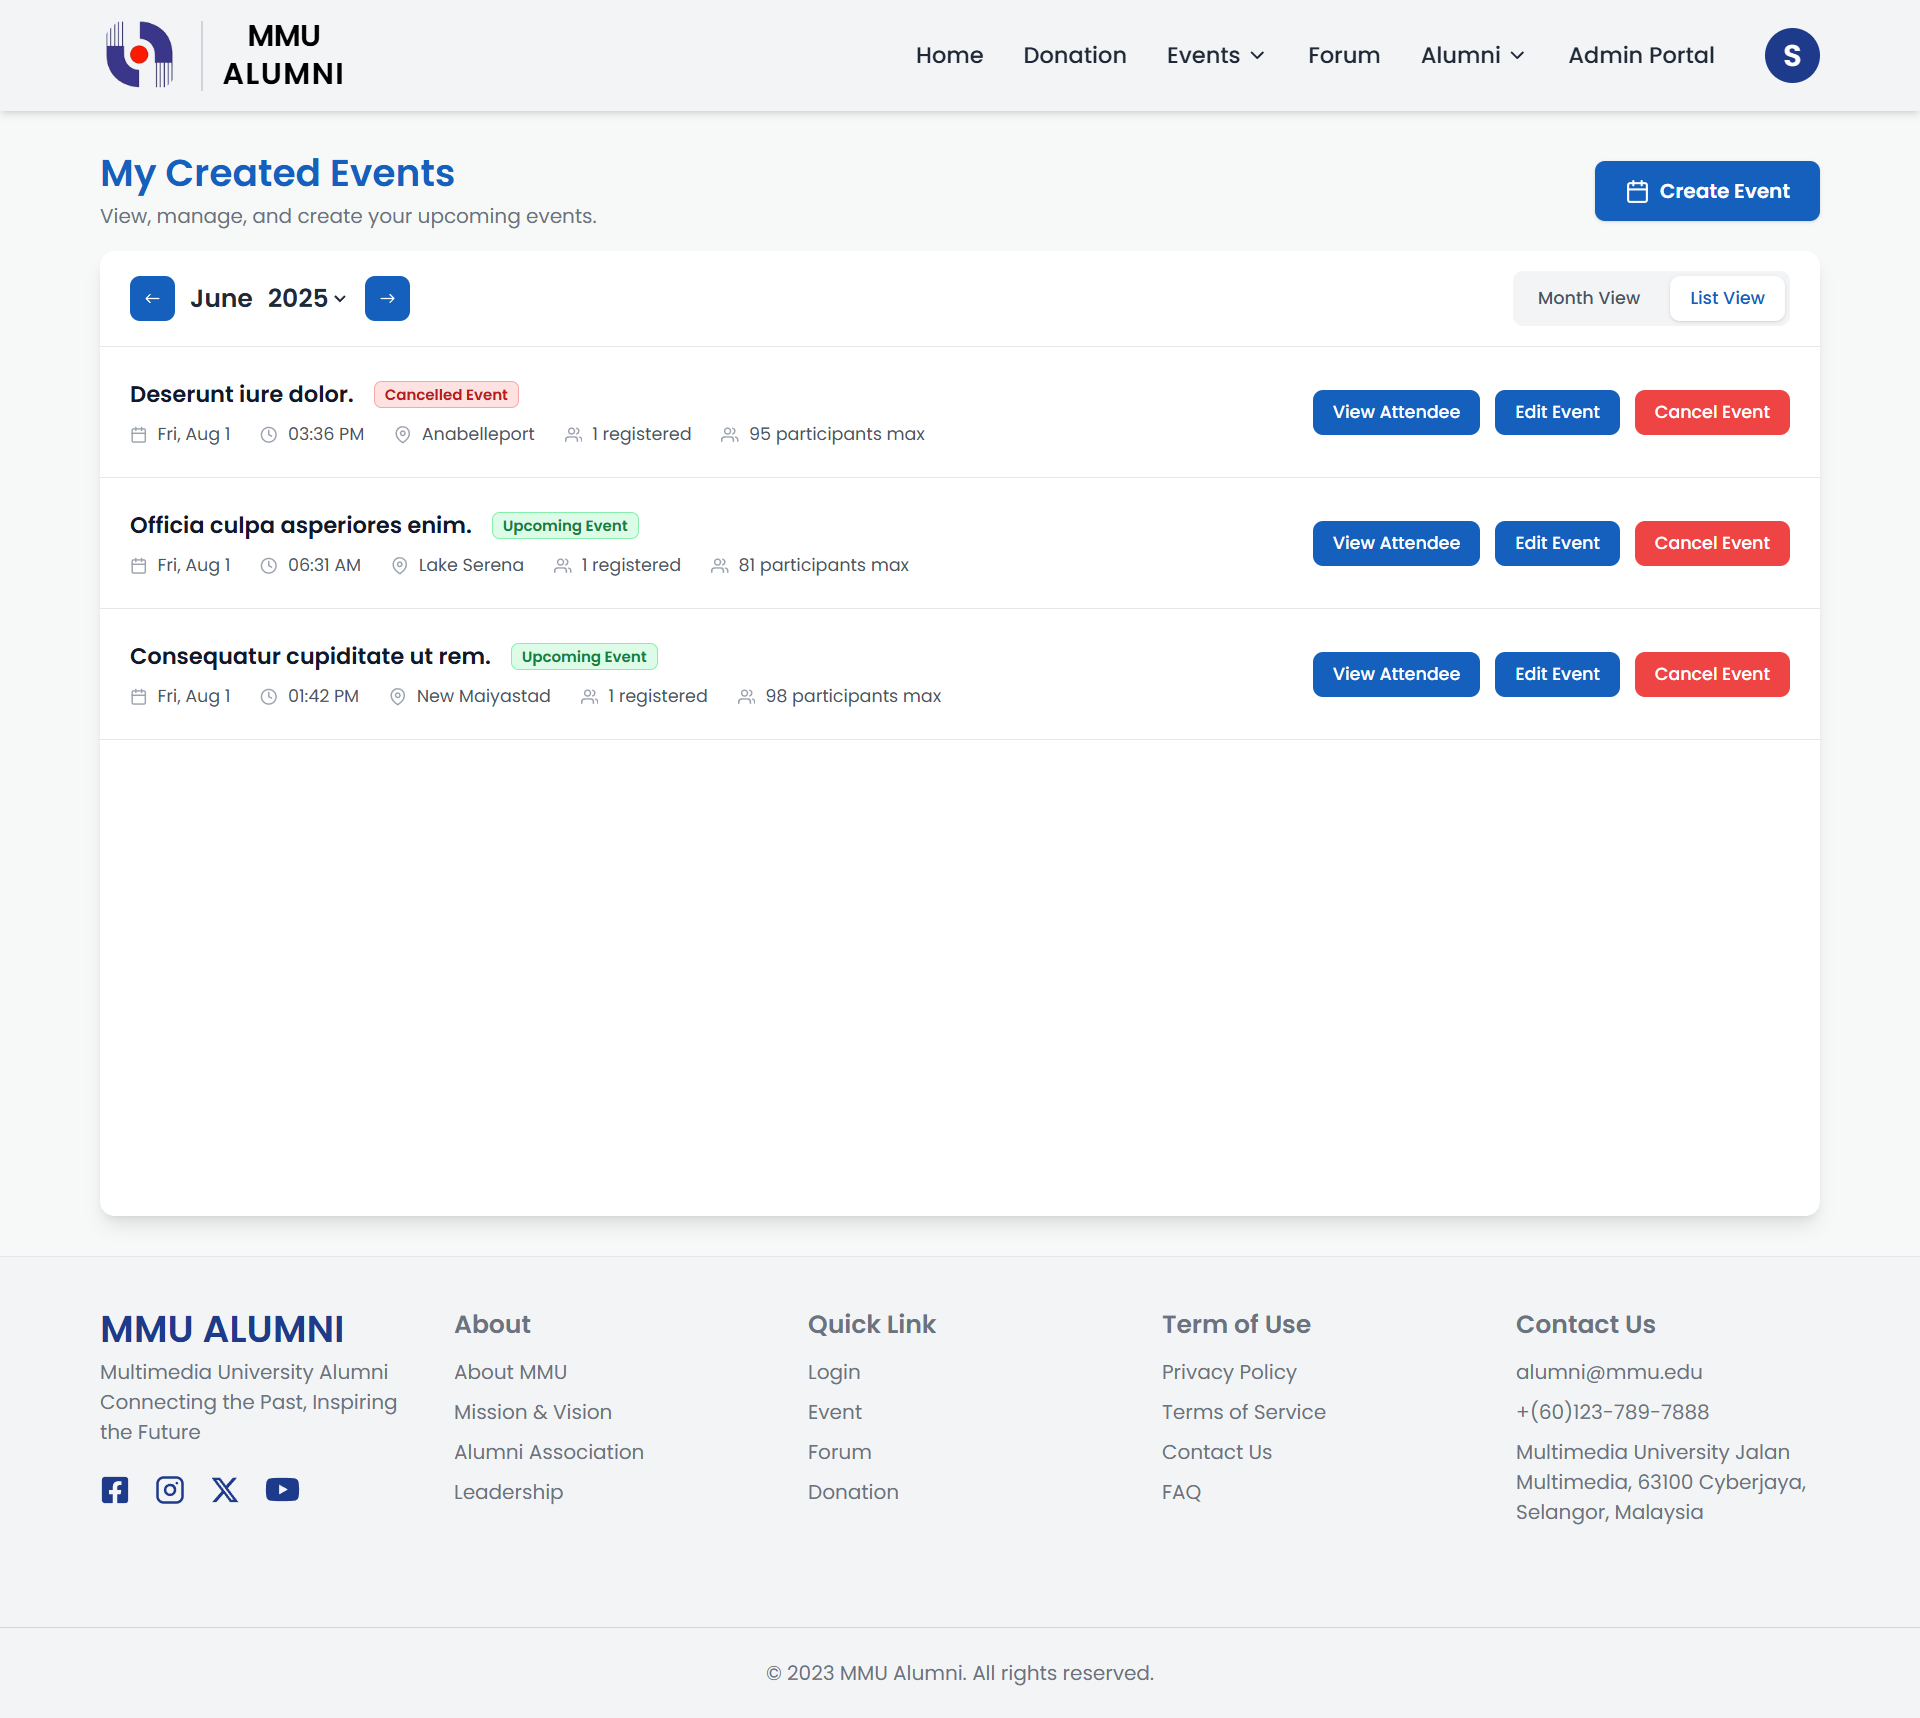 MMU
ALUMNI
Home Donation Events Forum Alumni Admin Portal S
My Created Events
View, manage, and create your upcoming events.
Create Event
June 2025
Month View List View
Deserunt iure dolor. Cancelled Event
Fri, Aug 1 03:36 PM Anabelleport 1 registered 95 participants max
View Attendee Edit Event Cancel Event
Officia culpa asperiores enim. Upcoming Event
Fri, Aug 1 06:31 AM Lake Serena 1 registered 81 participants max
View Attendee Edit Event Cancel Event
Consequatur cupiditate ut rem. Upcoming Event
Fri, Aug 1 01:42 PM New Maiyastad 1 registered 98 participants max
View Attendee Edit Event Cancel Event
MMU ALUMNI
Multimedia University Alumni
Connecting the Past, Inspiring
the Future
About
About MMU
Mission & Vision
Alumni Association
Leadership
Quick Link
Login
Event
Forum
Donation
Term of Use
Privacy Policy
Terms of Service
Contact Us
FAQ
Contact Us
alumni@mmu.edu
+(60)123-789-7888
Multimedia University Jalan
Multimedia, 63100 Cyberjaya,
Selangor, Malaysia
© 2023 MMU Alumni. All rights reserved.